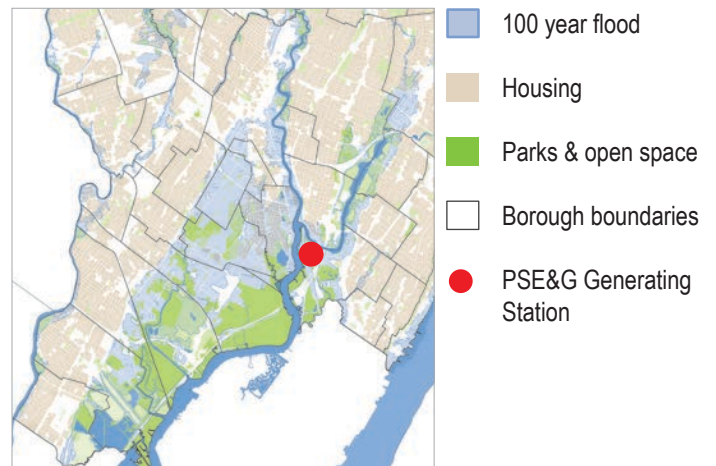 100 year flood
Housing
Parks & open space
Borough boundaries
PSE&G Generating
Station